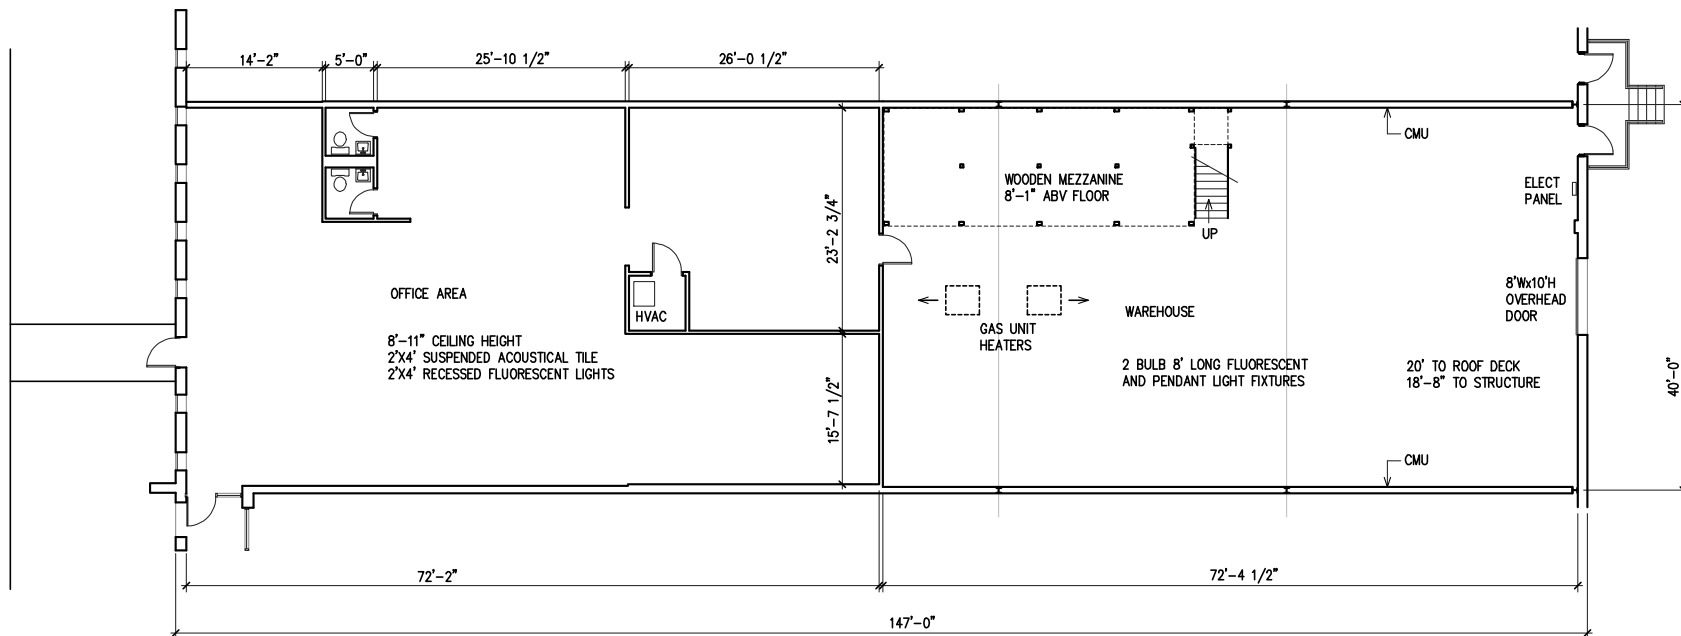 14'-2"
5'-0"
25'-10 1/2"
26'-0 1/2"
CMU
WOODEN MEZZANINE
8'-1" ABV FLOOR
ELECT
PANEL
23'-2 3/4"
UP
OFFICE AREA
HVAC
8'Wx10'H
OVERHEAD
DOOR
WAREHOUSE
GAS UNIT
HEATERS
8'-11" CEILING HEIGHT
2'X4' SUSPENDED ACOUSTICAL TILE
2'X4' RECESSED FLUORESCENT LIGHTS
2 BULB 8' LONG FLUORESCENT
AND PENDANT LIGHT FIXTURES
20' TO ROOF DECK
18'-8" TO STRUCTURE
40'-0"
15'-7 1/2"
CMU
72'-2"
72'-4 1/2"
147'-0"